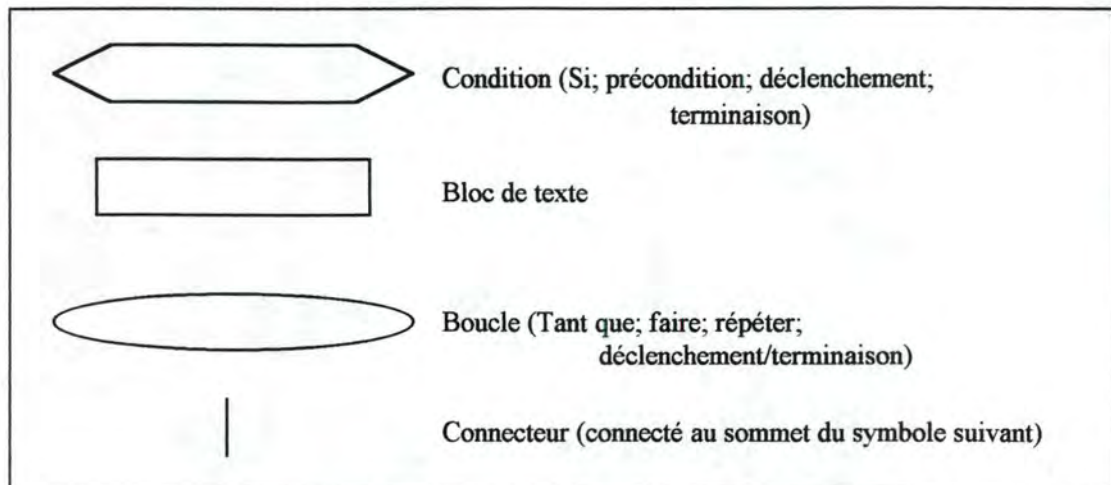 Condition (Si; précondition; déclenchement;
terminaison)
Bloc de texte
Boucle (Tant que; faire; répéter;
déclenchement/terminaison)
Connecteur (connecté au sommet du symbole suivant)